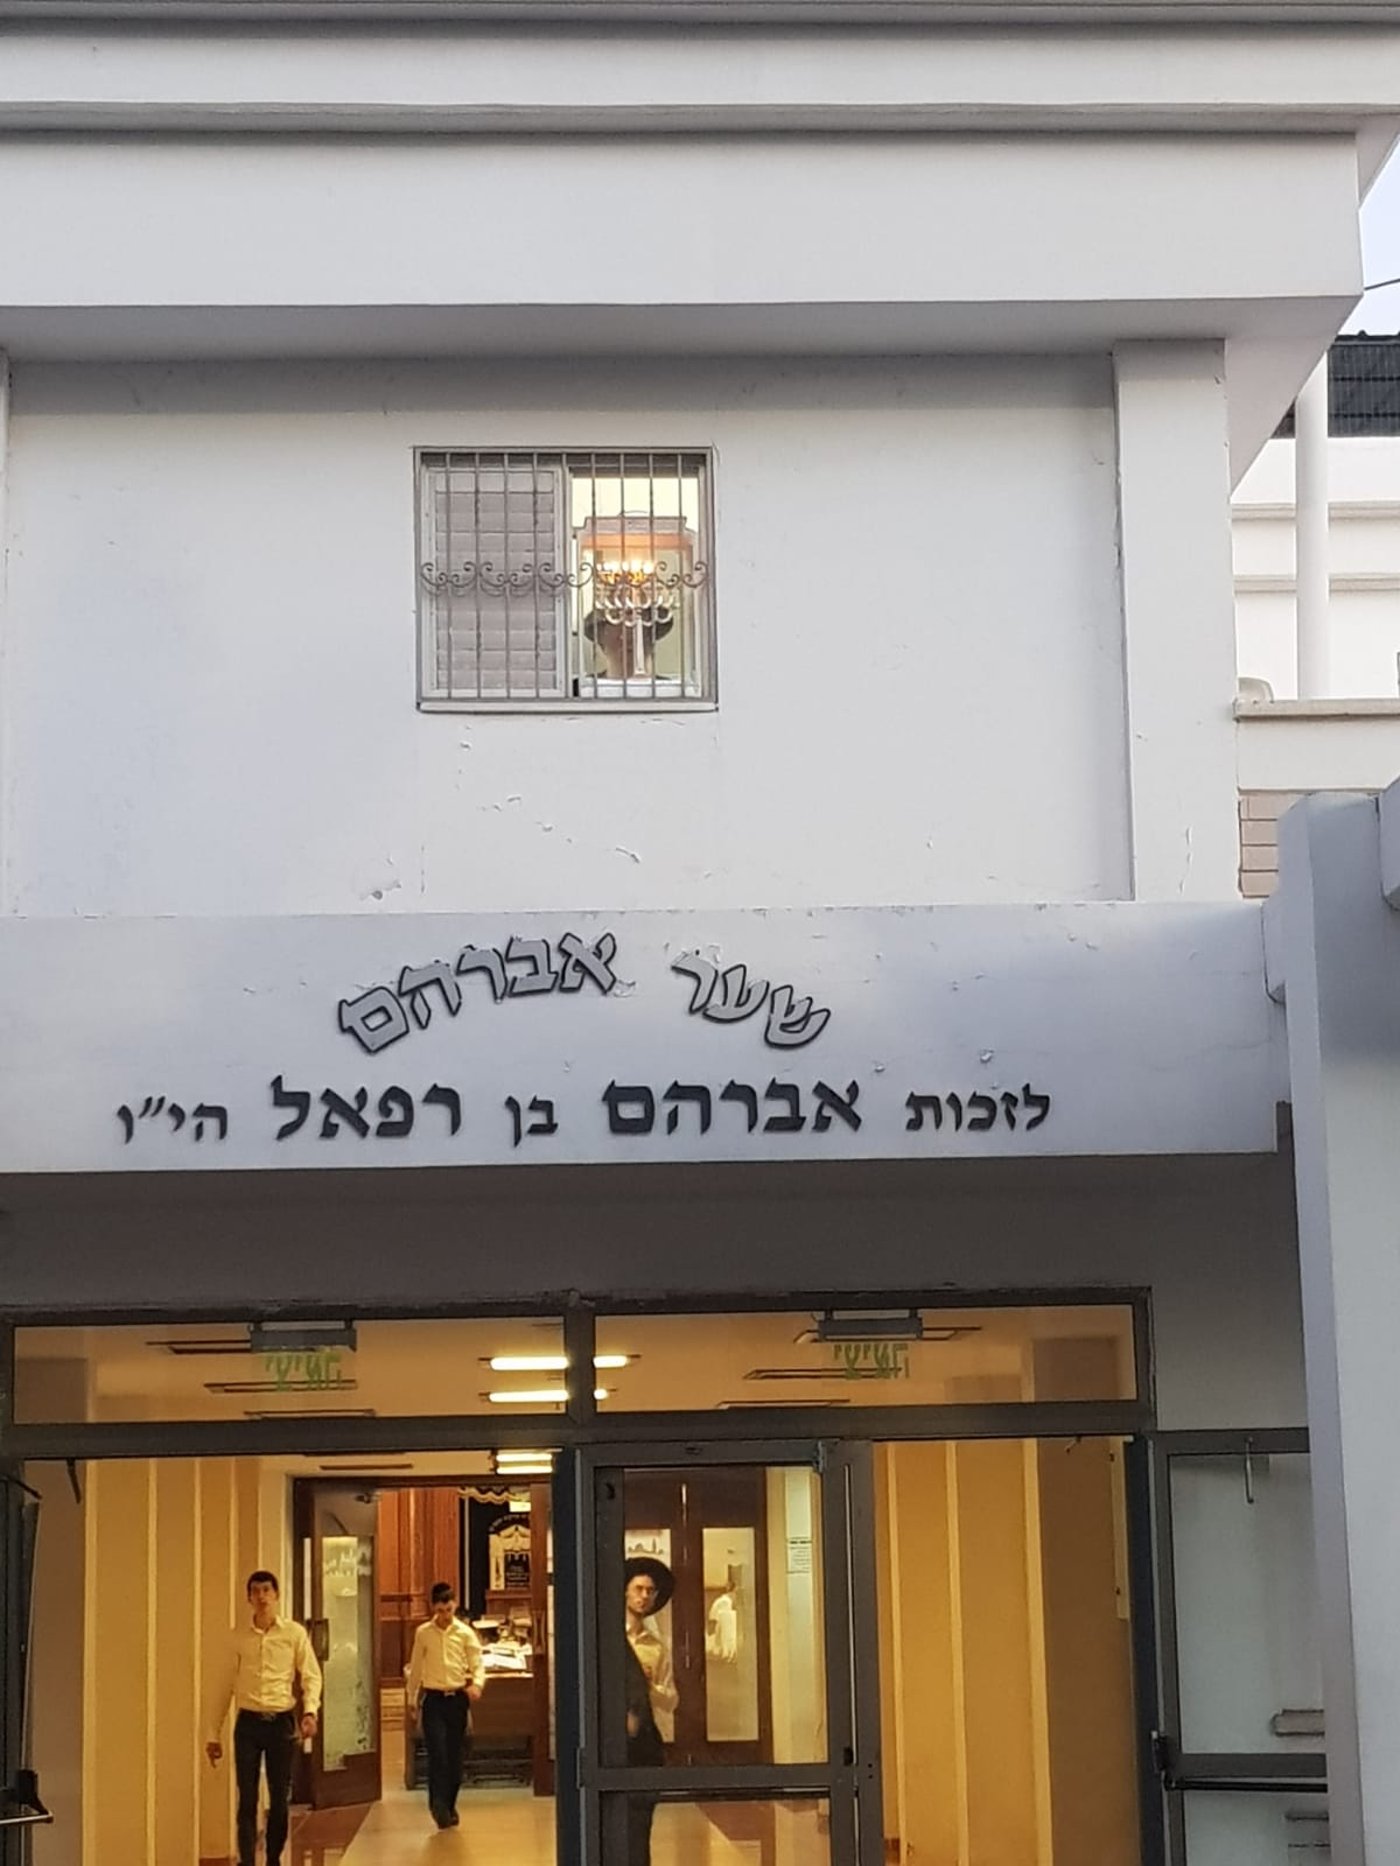 שער אברהם
לזכות אברהם בן רפאל הי"ו